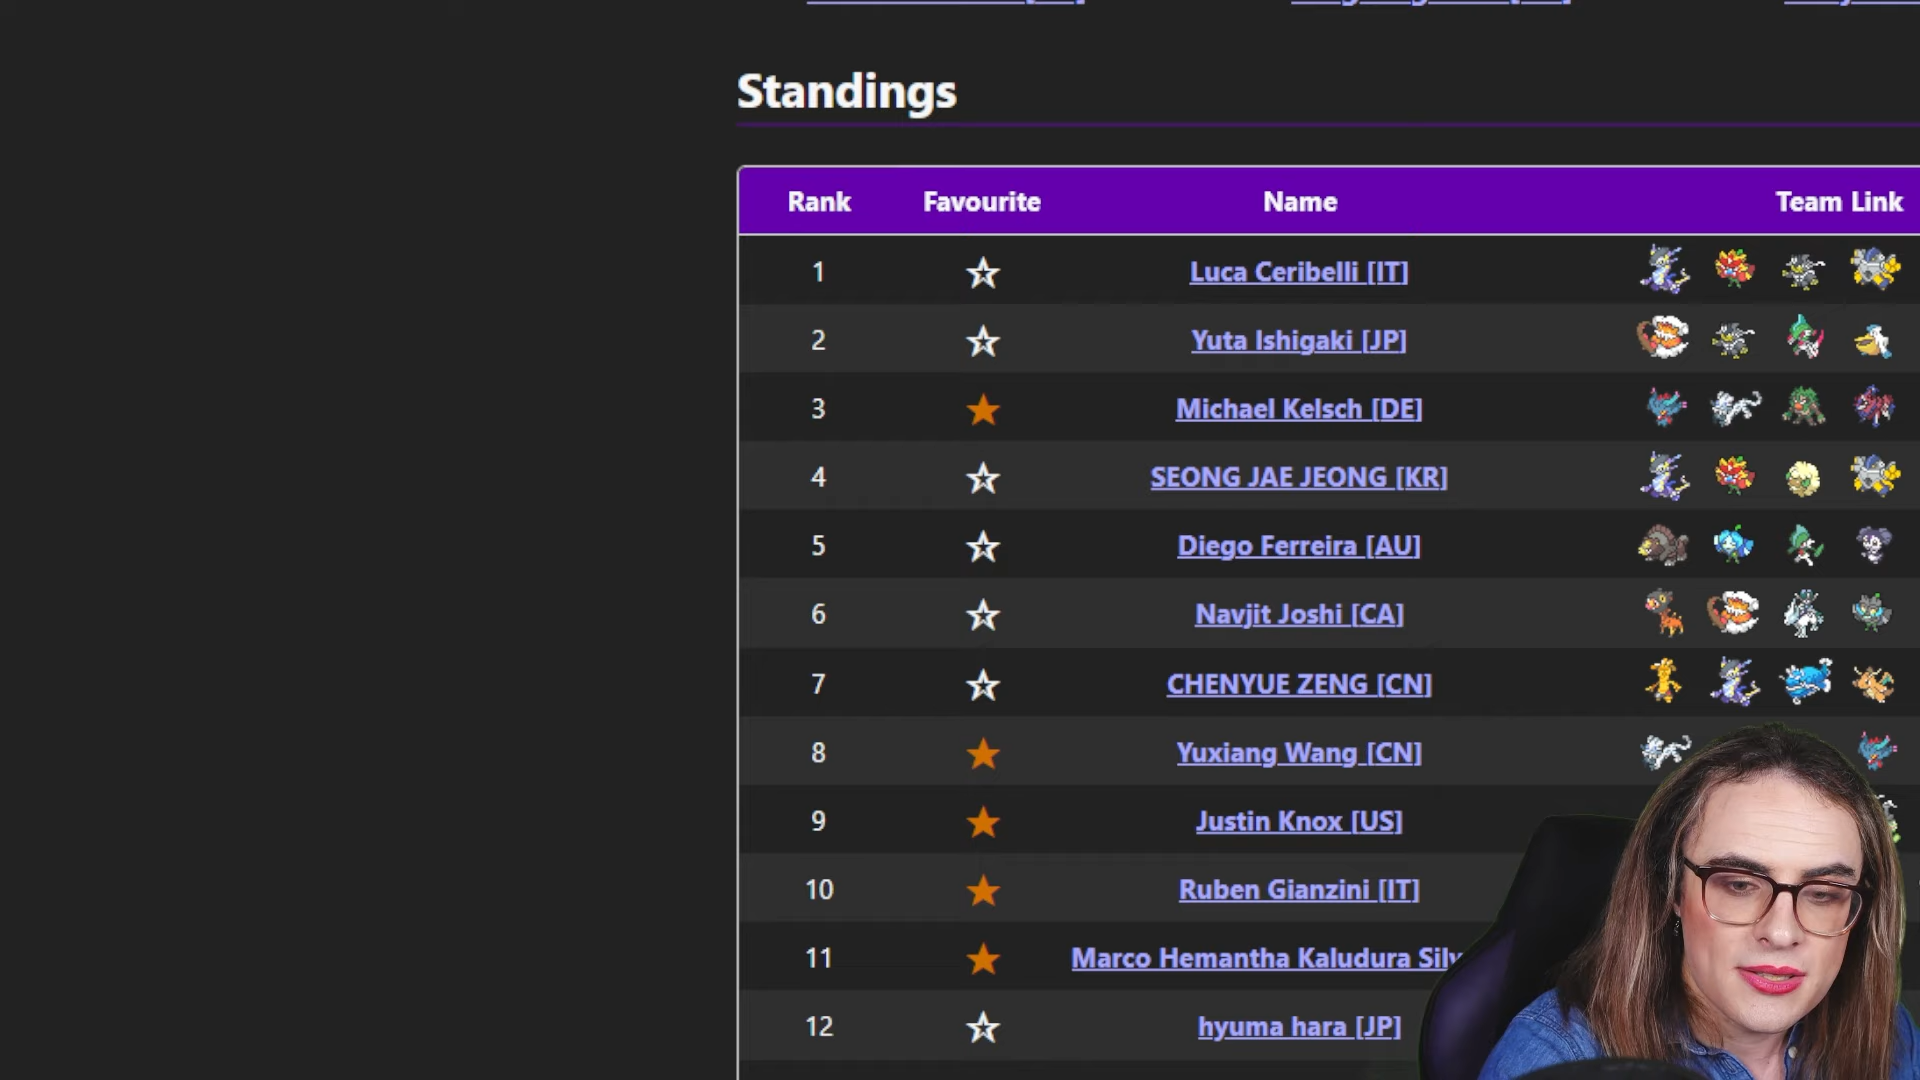 Standings
Rank Favourite Name Team Link
1 Luca Ceribelli [IT]
2 Yuta Ishigaki [JP]
3 Michael Kelsch [DE]
4 SEONG JAE JEONG [KR]
5 Diego Ferreira [AU]
6 Navjit Joshi [CA]
7 CHENYUE ZENG [CN]
8 Yuxiang Wang [CN]
9 Justin Knox [US]
10 Ruben Gianzini [IT]
11 Marco Hemantha Kaludura
12 hyuma hara [JP]